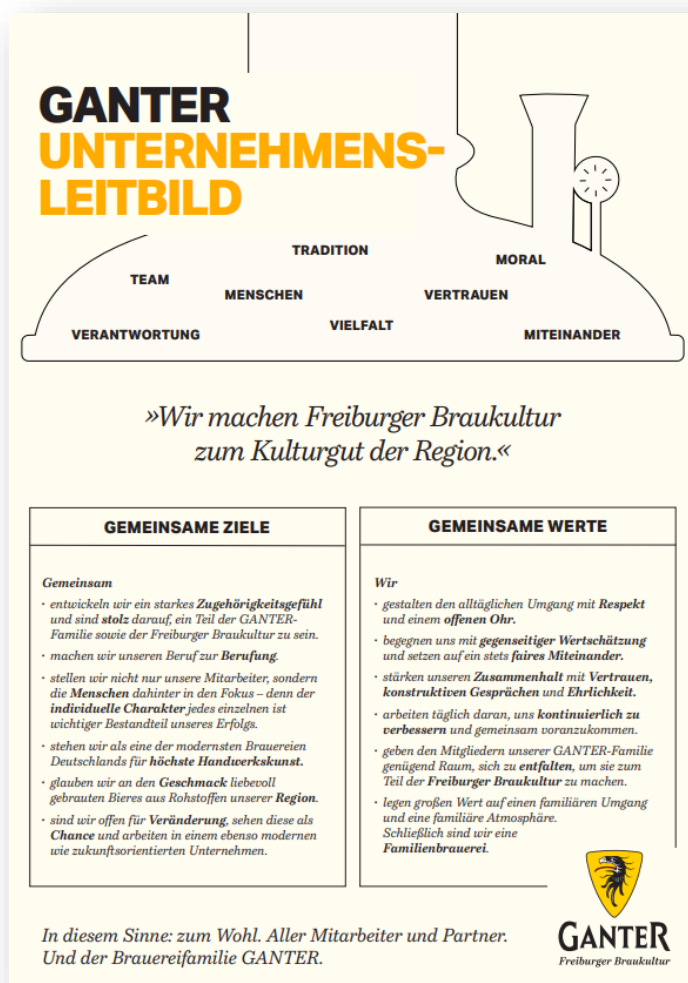 GANTER
UNTERNEHMENS-
LEITBILD
TRADITION
MORAL
TEAM
MENSCHEN
VERTRAUEN
VIELFALT
VERANTWORTUNG
MITEINANDER
»Wir machen Freiburger Braukultur
zum Kulturgut der Region.«
GEMEINSAME ZIELE
Gemeinsam
· entwickeln wir ein starkes Zugehörigkeitsgefühl
und sind stolz darauf, ein Teil der GANTER-
Familie sowie der Freiburger Braukultur zu sein.
· machen wir unseren Beruf zur Berufung.
· stellen wir nicht nur unsere Mitarbeiter, sondern
die Menschen dahinter in den Fokus – denn der
individuelle Charakter jedes einzelnen ist
wichtiger Bestandteil unseres Erfolgs.
· stehen wir als eine der modernsten Brauereien
Deutschlands für höchste Handwerkskunst.
· glauben wir an den Geschmack liebevoll
gebrauten Bieres aus Rohstoffen unserer Region.
· sind wir offen für Veränderung, sehen diese als
Chance und arbeiten in einem ebenso modernen
wie zukunftsorientierten Unternehmen.
GEMEINSAME WERTE
Wir
· gestalten den alltäglichen Umgang mit Respekt
und einem offenen Ohr.
· begegnen uns mit gegenseitiger Wertschätzung
und setzen auf ein stets faires Miteinander.
· stärken unseren Zusammenhalt mit Vertrauen,
konstruktiven Gesprächen und Ehrlichkeit.
· arbeiten täglich daran, uns kontinuierlich zu
verbessern und gemeinsam voranzukommen.
· geben den Mitgliedern unserer GANTER-Familie
genügend Raum, sich zu entfalten, um sie zum
Teil der Freiburger Braukultur zu machen.
· legen großen Wert auf einen familiären Umgang
und eine familiäre Atmosphäre.
Schließlich sind wir eine
Familienbrauerei.
In diesem Sinne: zum Wohl. Aller Mitarbeiter und Partner.
Und der Brauereifamilie GANTER.
GANTER
Freiburger Braukultur